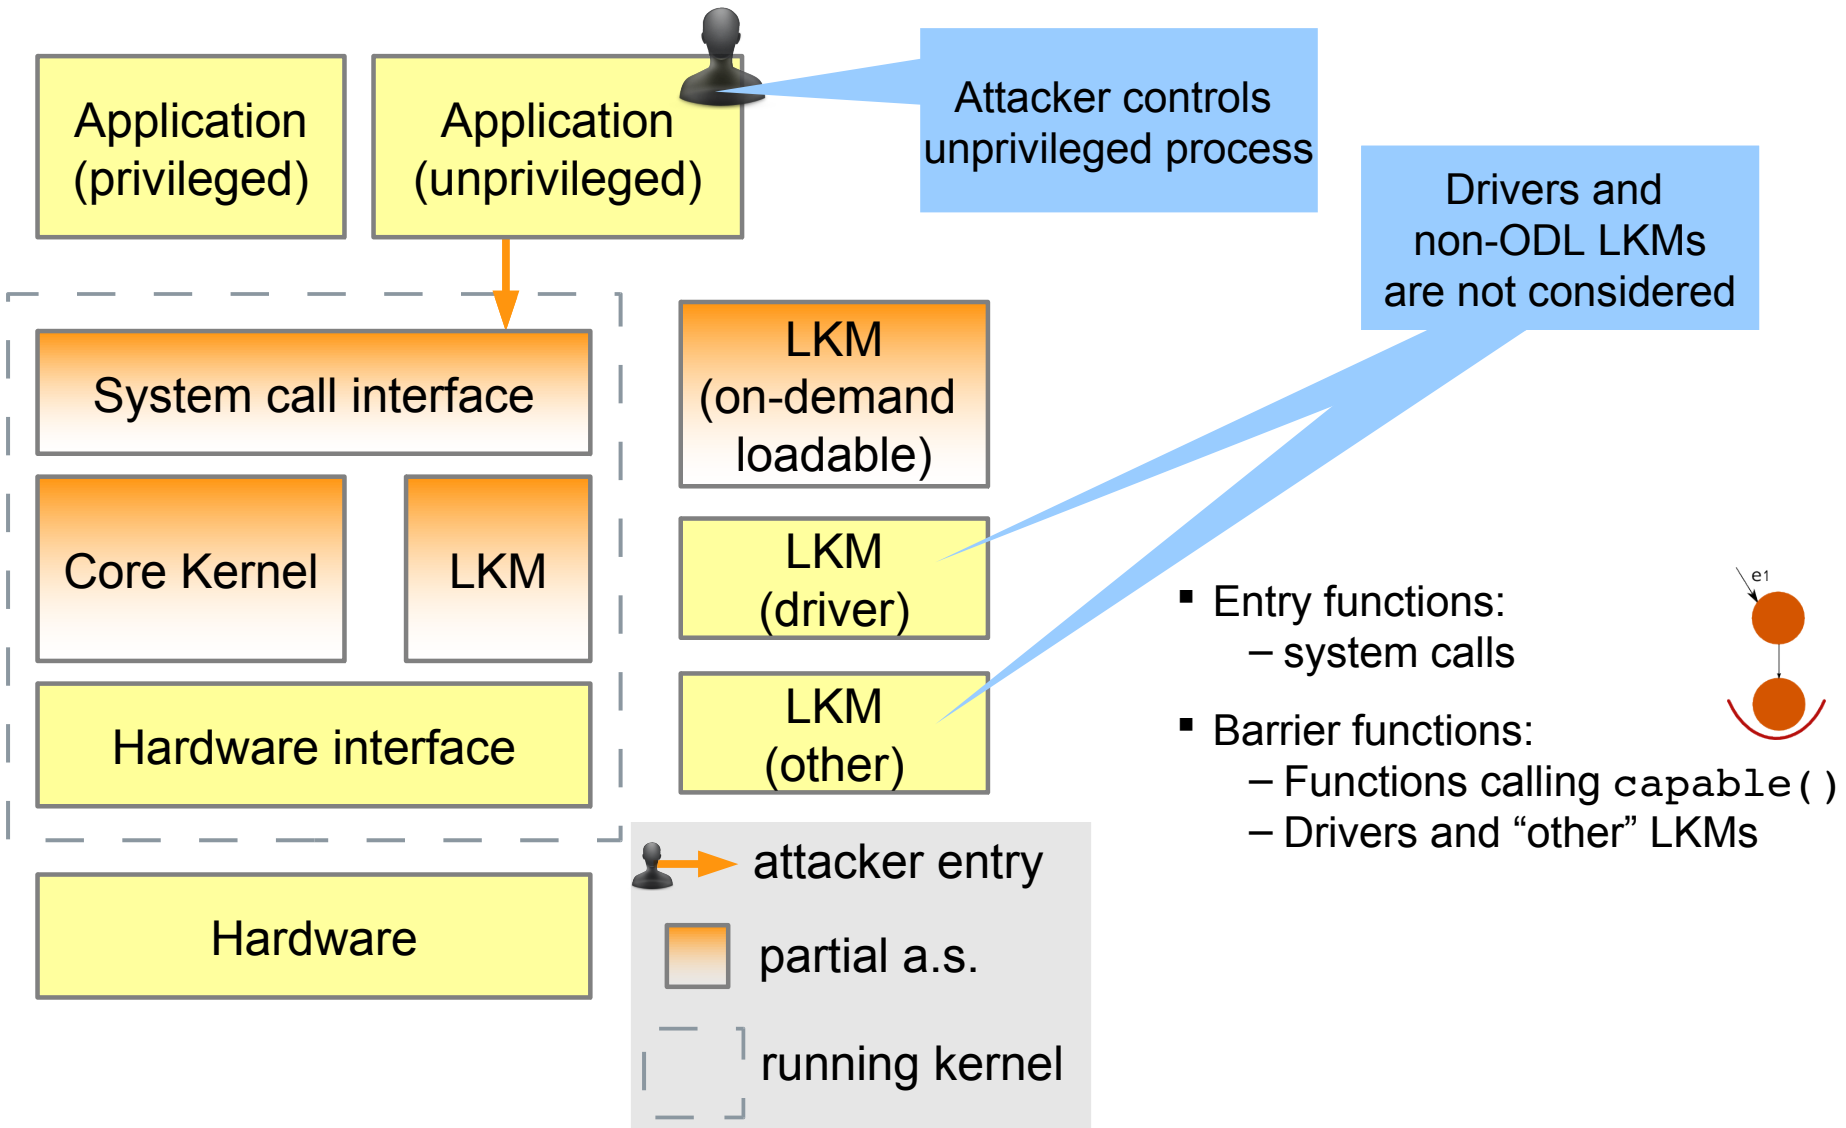 Application
(privileged)
Application
(unprivileged)
Attacker controls
unprivileged process
Drivers and
non-ODL LKMs
are not considered
System call interface
LKM
(on-demand
loadable)
Core Kernel
LKM
LKM
(driver)
Hardware interface
LKM
(other)
Hardware
attacker entry
partial a.s.
running kernel
▪ Entry functions:
– system calls
▪ Barrier functions:
– Functions calling capable()
– Drivers and “other” LKMs
e1